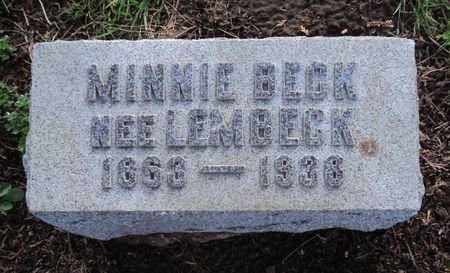 MINNIE BECK
NEE LEMBECK
1863 — 1938